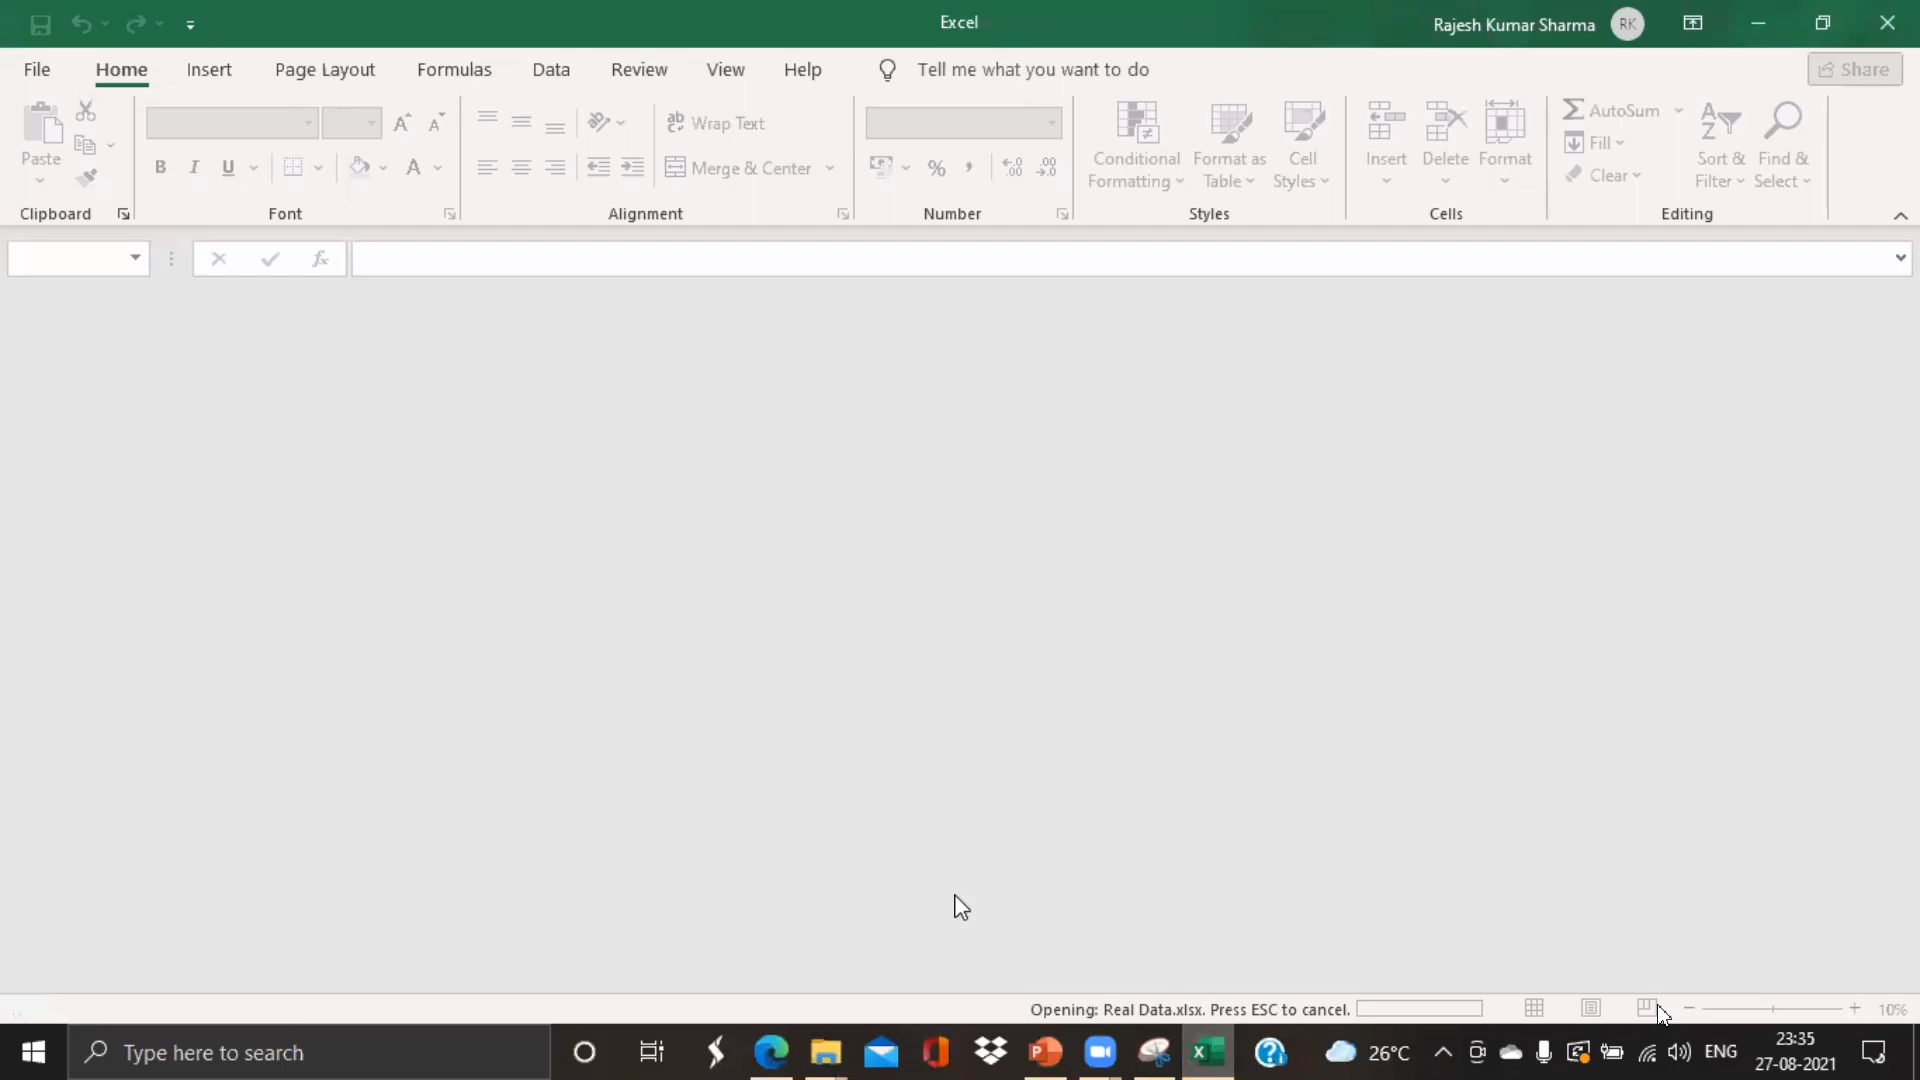 Excel
Rajesh Kumar Sharma RK
File Home Insert Page Layout Formulas Data Review View Help Tell me what you want to do Share
Paste
Wrap Text
Merge & Center
B I U A % ,
Conditional Formatting
Format as Table
Cell Styles
Insert Delete Format
AutoSum
Fill
Clear
Sort & Filter
Find & Select
Clipboard Font Alignment Number Styles Cells Editing
fx
Opening: Real Data.xlsx. Press ESC to cancel. 10%
Type here to search
26°C ENG
23:35
27-08-2021